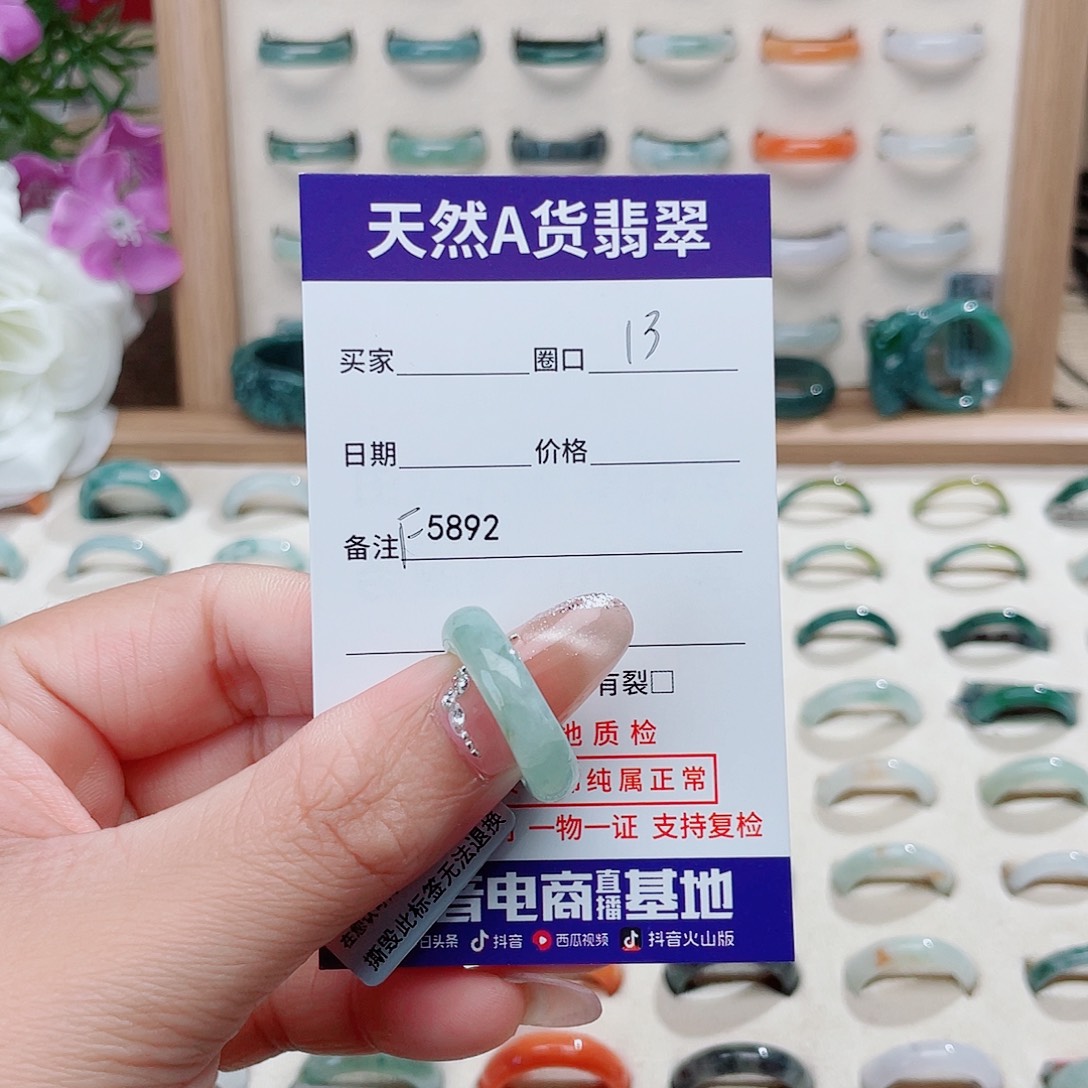 天然A货翡翠
买家 圈口 13
日期 价格
备注 F5892
有裂□
地质检
纯属正常
一物一证 支持复检
音电商直播基地
日头条 抖音 西瓜视频 抖音火山版
撕毁此标签无法退换